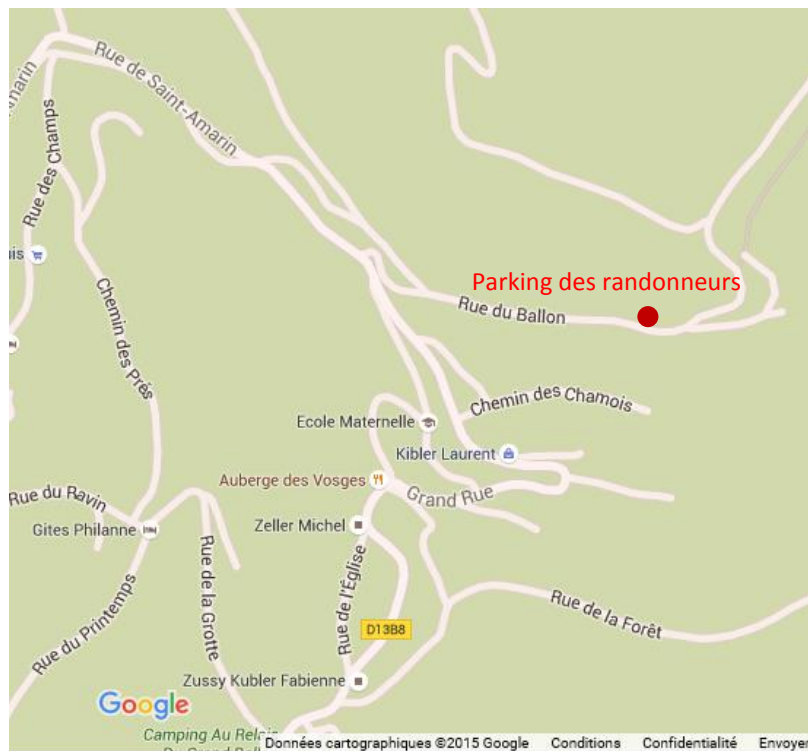 Rue de Saint-Amarin
Amarin
Rue des Champs
uis
Chemin des Prés
Parking des randonneurs
Rue du Ballon
Chemin des Chamois
Ecole Maternelle
Kibler Laurent
Auberge des Vosges
Grand Rue
Rue du Ravin
Gites Philanne
Zeller Michel
Rue de l'Église
Rue de la Grotte
Rue du Printemps
D13B8
Rue de la Forêt
Zussy Kubler Fabienne
Google
Camping Au Relais
Données cartographiques ©2015 Google Conditions Confidentialité Envoyer